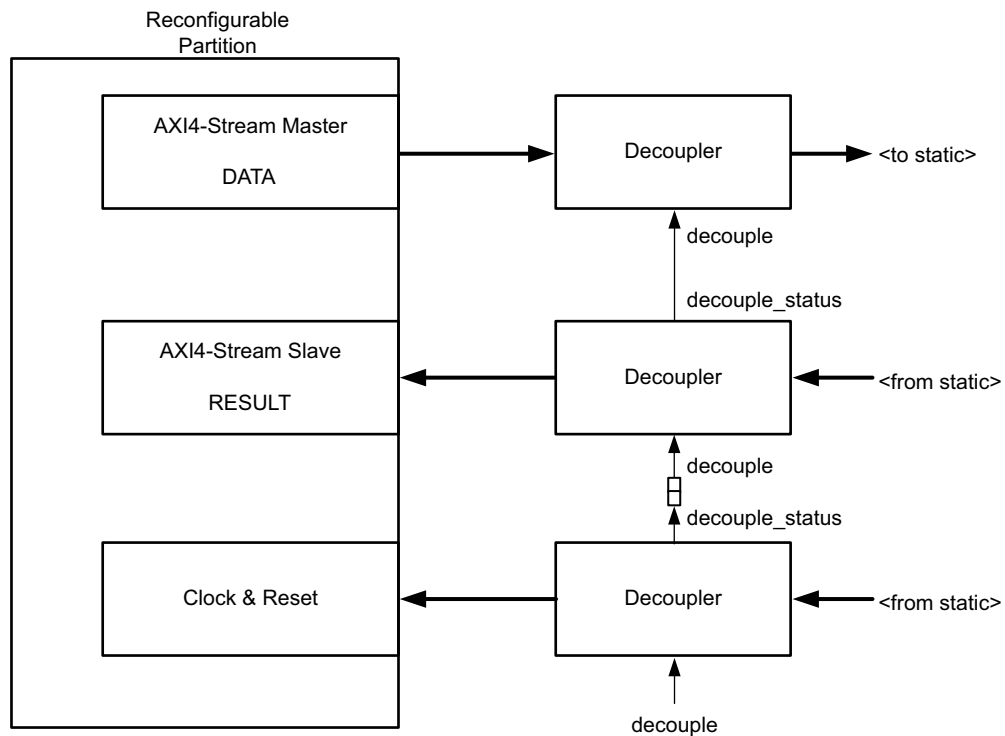 Reconfigurable
Partition
AXI4-Stream Master
DATA
Decoupler
<to static>
decouple
decouple_status
AXI4-Stream Slave
RESULT
Decoupler
<from static>
decouple
decouple_status
Clock & Reset
Decoupler
<from static>
decouple